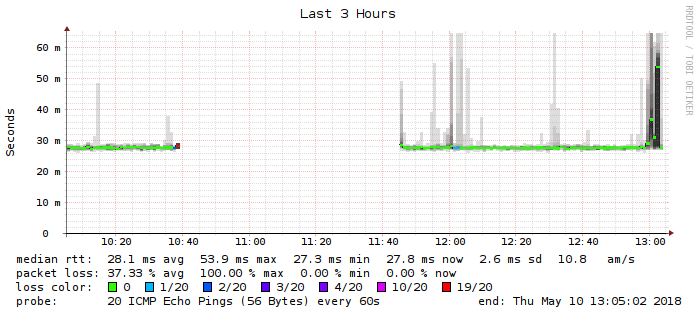 Last 3 Hours
RRDTOOL / TOBI OETIKER
Seconds
60 m
50 m
40 m
30 m
20 m
10 m
0
10:20 10:40 11:00 11:20 11:40 12:00 12:20 12:40 13:00
median rtt: 28.1 ms avg 53.9 ms max 27.3 ms min 27.8 ms now 2.6 ms sd 10.8 am/s
packet loss: 37.33 % avg 100.00 % max 0.00 % min 0.00 % now
loss color: 0 1/20 2/20 3/20 4/20 10/20 19/20
probe: 20 ICMP Echo Pings (56 Bytes) every 60s end: Thu May 10 13:05:02 2018